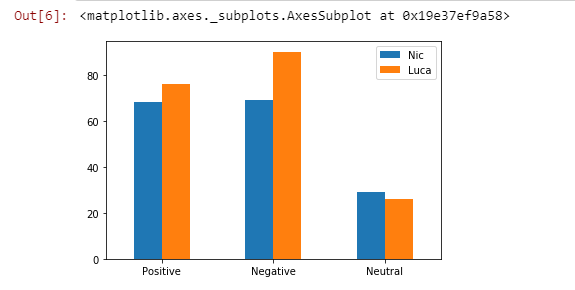 Out[6]: <matplotlib.axes._subplots.AxesSubplot at 0x19e37ef9a58>
Nic
Luca
80
60
40
20
0
Positive Negative Neutral